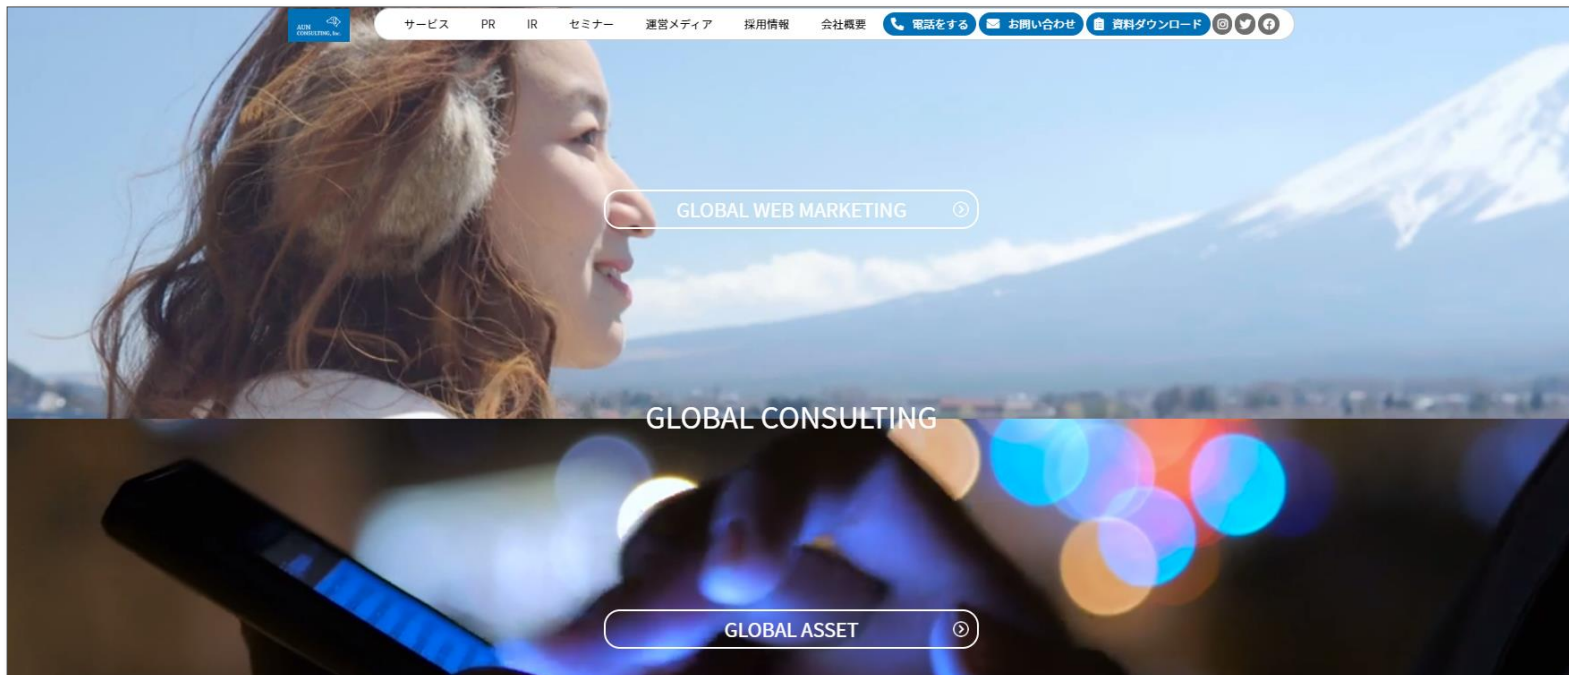 AUN
CONSULTING, Inc.
サービス PR IR セミナー 運営メディア 採用情報 会社概要 電話をする お問い合わせ 資料ダウンロード
GLOBAL WEB MARKETING
GLOBAL CONSULTING
GLOBAL ASSET